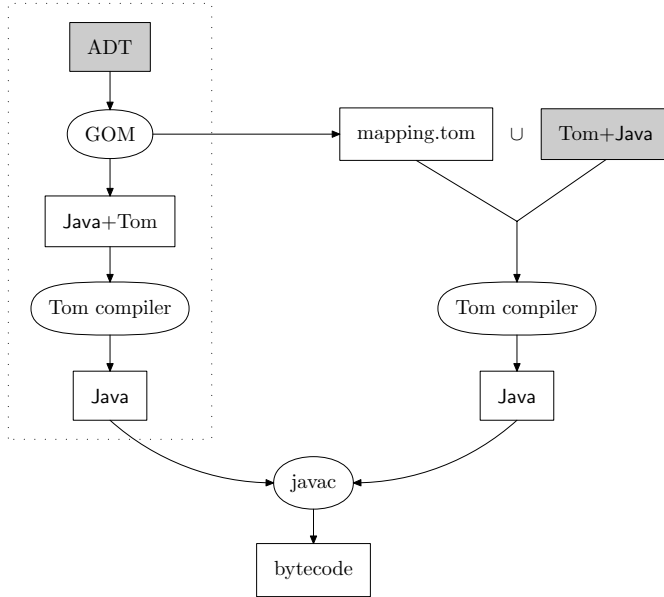 ADT
GOM
mapping.tom ∪ Tom+Java
Java+Tom
Tom compiler
Tom compiler
Java
Java
javac
bytecode